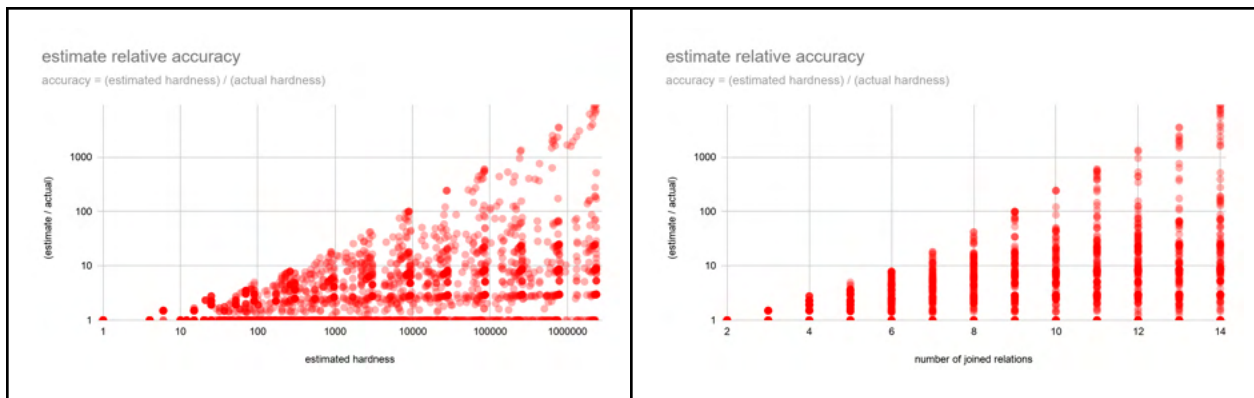 estimate relative accuracy
accuracy = (estimated hardness) / (actual hardness)
(estimate / actual)
1000
100
10
1
1 10 100 1000 10000 100000 1000000
estimated hardness
estimate relative accuracy
accuracy = (estimated hardness) / (actual hardness)
(estimate / actual)
1000
100
10
1
2 4 6 8 10 12 14
number of joined relations